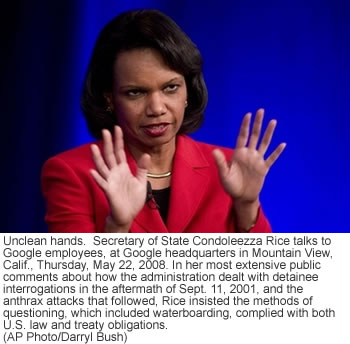 Unclean hands.  Secretary of State Condoleezza Rice talks to
Google employees, at Google headquarters in Mountain View,
Calif., Thursday, May 22, 2008. In her most extensive public
comments about how the administration dealt with detainee
interrogations in the aftermath of Sept. 11, 2001, and the
anthrax attacks that followed, Rice insisted the methods of
questioning, which included waterboarding, complied with both
U.S. law and treaty obligations.
(AP Photo/Darryl Bush)